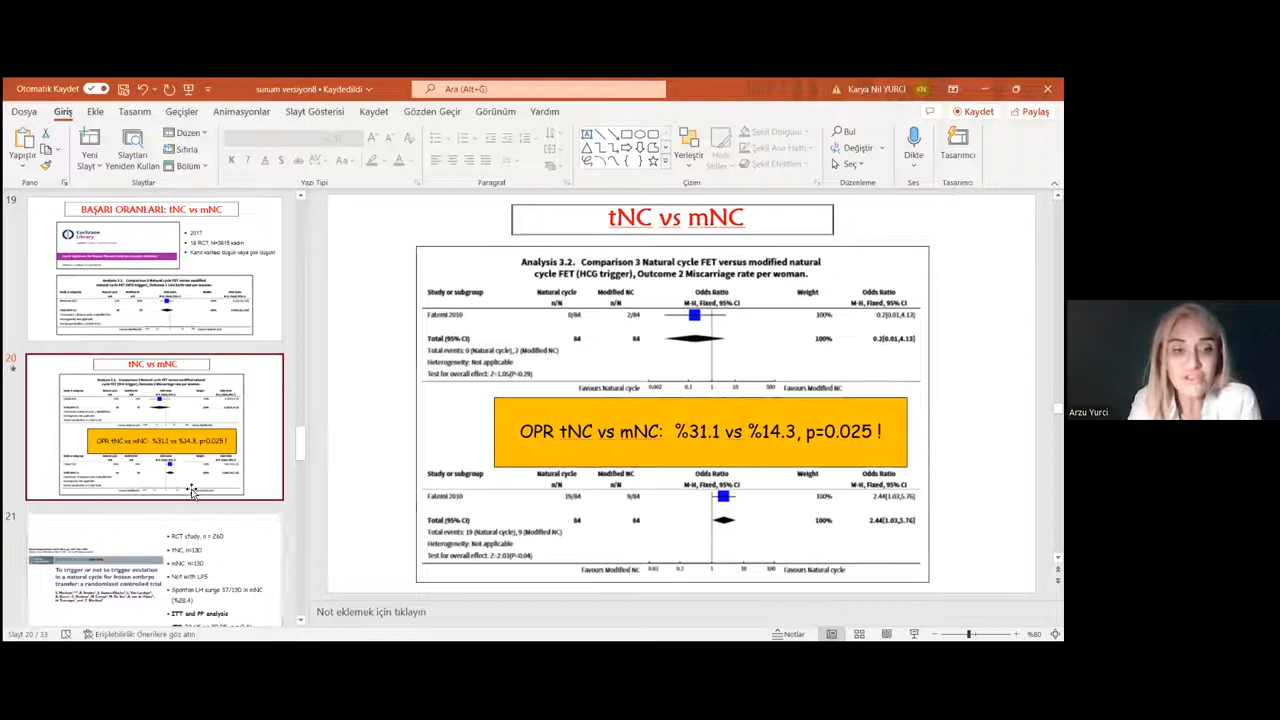 Otomatik Kaydet
sunum versiyon8 • Kaydedildi
Ara (Alt+G)
Karya Nil YURCİ
KN
Dosya Giriş Ekle Tasarım Geçişler Animasyonlar Slayt Gösterisi Kaydet Gözden Geçir Görünüm Yardım
Kaydet
Paylaş
Yapıştır
Yeni
Slayt
Slaytları
Yeniden Kullan
Düzen
Sıfırla
Bölüm
Yerleştir
Hızlı
Stiller
Şekil Dolgusu
Şekil Ana Hattı
Şekil Efektleri
Bul
Değiştir
Seç
Dikte
Tasarımcı
Pano
Slaytlar
Yazı Tipi
Paragraf
Çizim
Düzenleme
Ses
Tasarımcı
19
BAŞARI ORANLARI: tNC vs mNC
Cochrane
Library
• 2017
• 18 RCT, N=3815 kadın
• Kanıt kalitesi düşük veya çok düşük!
20
tNC vs mNC
OPR tNC vs mNC: %31.1 vs %14.3, p=0.025 !
21
To trigger or not to trigger ovulation
in a natural cycle for frozen embryo
transfer: a randomized controlled trial
• RCT study, n = 260
• tNC, n=130
• mNC, n=130
• Not with LPS
• Spontan LH surge 37/130 in mNC
(%28.4)
• ITT and PP analysis
tNC vs mNC
Analysis 3.2. Comparison 3 Natural cycle FET versus modified natural
cycle FET (HCG trigger), Outcome 2 Miscarriage rate per woman.
Study or subgroup Natural cycle Modified NC Odds Ratio Weight Odds Ratio
n/N n/N M-H, Fixed, 95% CI M-H, Fixed, 95% CI
Fatemi 2010 0/84 2/84 100% 0.2[0.01,4.13]
Total (95% CI) 84 84 100% 0.2[0.01,4.13]
Total events: 0 (Natural cycle), 2 (Modified NC)
Heterogeneity: Not applicable
Test for overall effect: Z=1.05(P=0.29)
Favours Natural cycle 0.002 0.1 1 10 500 Favours Modified NC
OPR tNC vs mNC: %31.1 vs %14.3, p=0.025 !
Study or subgroup Natural cycle Modified NC Odds Ratio Weight Odds Ratio
n/N n/N M-H, Fixed, 95% CI M-H, Fixed, 95% CI
Fatemi 2010 19/84 9/84 100% 2.44[1.03,5.76]
Total (95% CI) 84 84 100% 2.44[1.03,5.76]
Total events: 19 (Natural cycle), 9 (Modified NC)
Heterogeneity: Not applicable
Test for overall effect: Z=2.03(P=0.04)
Favours Modified NC 0.01 0.1 1 10 100 Favours Natural cycle
Arzu Yurci
Not eklemek için tıklayın
Slayt 20 / 33
Erişilebilirlik: Önerilere göz atın
Notlar
%80